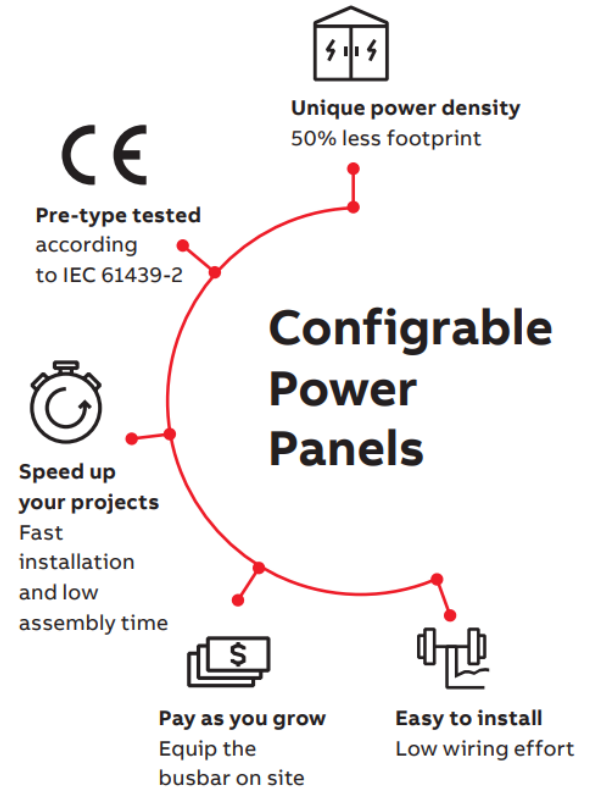 Unique power density
50% less footprint
CE
Pre-type tested
according
to IEC 61439-2
Configrable
Power
Panels
Speed up
your projects
Fast
installation
and low
assembly time
$
Pay as you grow
Equip the
busbar on site
Easy to install
Low wiring effort